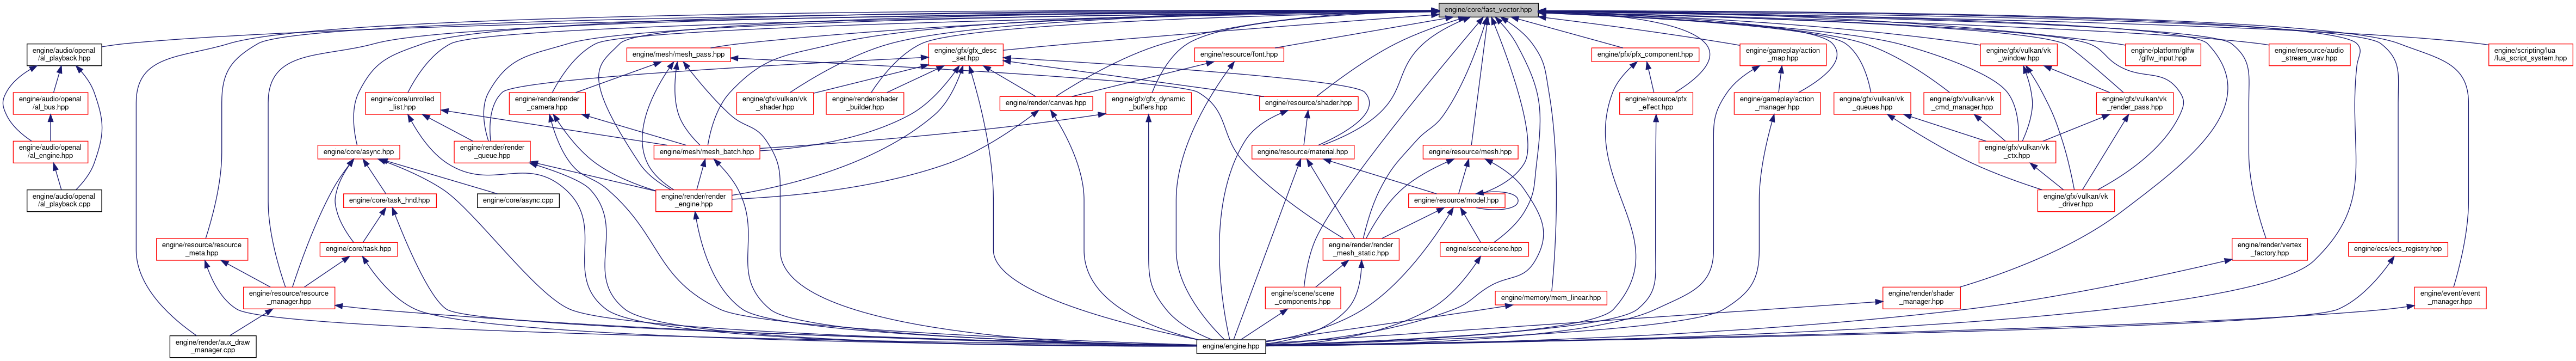 engine/core/fast_vector.hpp
engine/audio/openal
/al_playback.hpp
engine/mesh/mesh_pass.hpp
engine/gfx/gfx_desc
_set.hpp
engine/resource/font.hpp
engine/pfx/pfx_component.hpp
engine/gameplay/action
_map.hpp
engine/gfx/vulkan/vk
_window.hpp
engine/platform/glfw
/glfw_input.hpp
engine/resource/audio
_stream_wav.hpp
engine/scripting/lua
/lua_script_system.hpp
engine/audio/openal
/al_bus.hpp
engine/core/unrolled
_list.hpp
engine/render/render
_camera.hpp
engine/gfx/vulkan/vk
_shader.hpp
engine/render/shader
_builder.hpp
engine/render/canvas.hpp
engine/gfx/gfx_dynamic
_buffers.hpp
engine/resource/shader.hpp
engine/resource/pfx
_effect.hpp
engine/gameplay/action
_manager.hpp
engine/gfx/vulkan/vk
_queues.hpp
engine/gfx/vulkan/vk
_cmd_manager.hpp
engine/gfx/vulkan/vk
_render_pass.hpp
engine/audio/openal
/al_engine.hpp
engine/core/async.hpp
engine/render/render
_queue.hpp
engine/mesh/mesh_batch.hpp
engine/resource/material.hpp
engine/resource/mesh.hpp
engine/gfx/vulkan/vk
_ctx.hpp
engine/audio/openal
/al_playback.cpp
engine/core/task_hnd.hpp
engine/core/async.cpp
engine/render/render
_engine.hpp
engine/resource/model.hpp
engine/gfx/vulkan/vk
_driver.hpp
engine/resource/resource
_meta.hpp
engine/core/task.hpp
engine/render/render
_mesh_static.hpp
engine/scene/scene.hpp
engine/render/vertex
_factory.hpp
engine/ecs/ecs_registry.hpp
engine/resource/resource
_manager.hpp
engine/scene/scene
_components.hpp
engine/memory/mem_linear.hpp
engine/render/shader
_manager.hpp
engine/event/event
_manager.hpp
engine/render/aux_draw
_manager.cpp
engine/engine.hpp